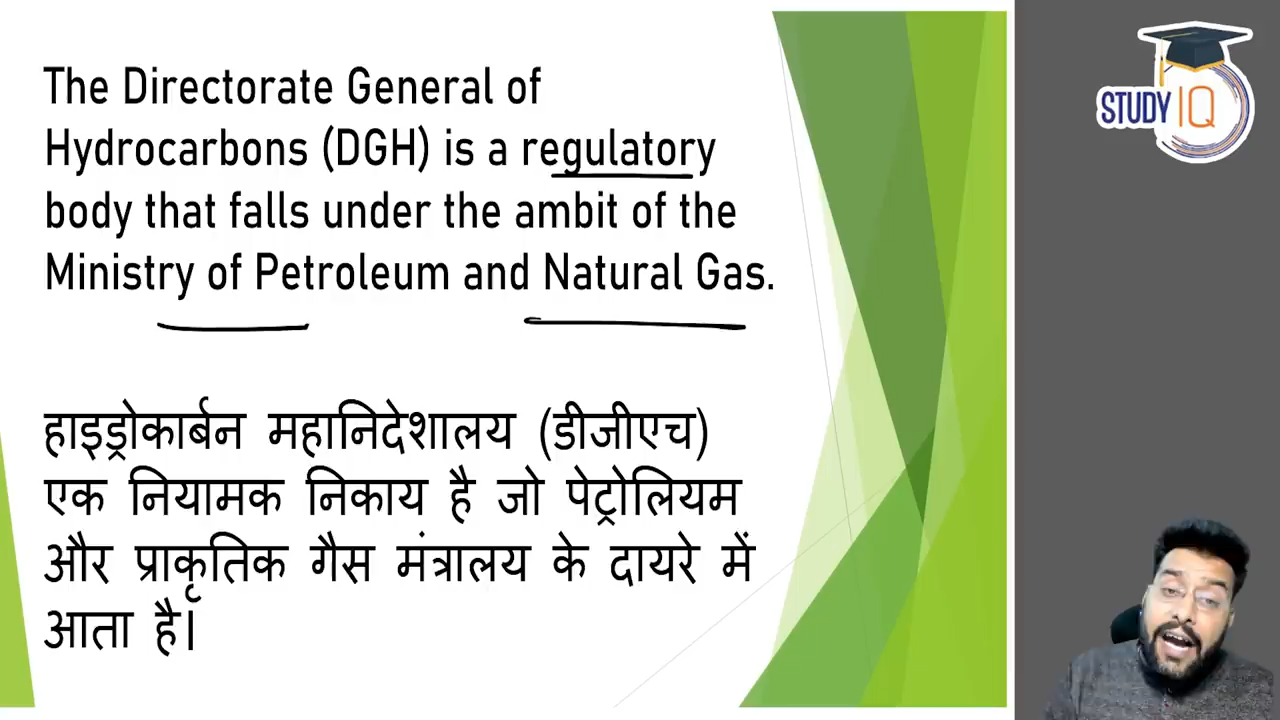 The Directorate General of
Hydrocarbons (DGH) is a regulatory
body that falls under the ambit of the
Ministry of Petroleum and Natural Gas.
हाइड्रोकार्बन महानिदेशालय (डीजीएच)
एक नियामक निकाय है जो पेट्रोलियम
और प्राकृतिक गैस मंत्रालय के दायरे में
आता है।
STUDY IQ